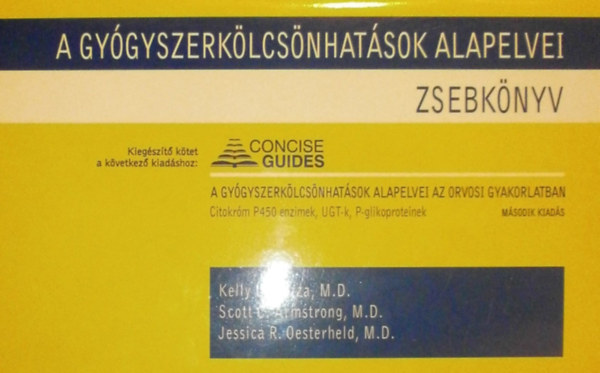 A GYÓGYSZERKÖLCSÖNHATÁSOK ALAPELVEI
ZSEBKÖNYV
Kiegészítő kötet
a következő kiadáshoz:
CONCISE
GUIDES
A GYÓGYSZERKÖLCSÖNHATÁSOK ALAPELVEI AZ ORVOSI GYAKORLATBAN
Citokróm P450 enzimek, UGT-k, P-glikoproteinek
MÁSODIK KIADÁS
Kelly M.D.
Scott C. Armstrong, M.D.
Jessica R. Oesterheld, M.D.